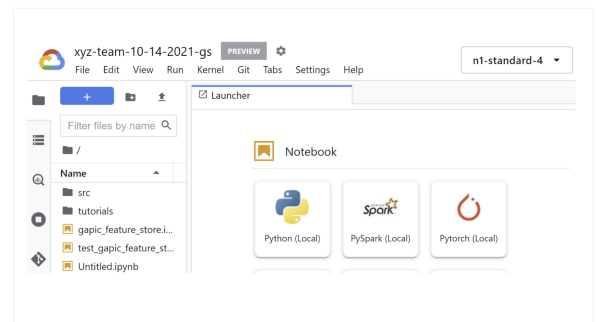 xyz-team-10-14-2021-gs PREVIEW
File Edit View Run Kernel Git Tabs Settings Help
n1-standard-4
+
Launcher
Filter files by name
/
Name
src
tutorials
gapic_feature_store.i...
test_gapic_feature_st...
Untitled.ipynb
Notebook
APACHE Spark
Python (Local)
PySpark (Local)
Pytorch (Local)